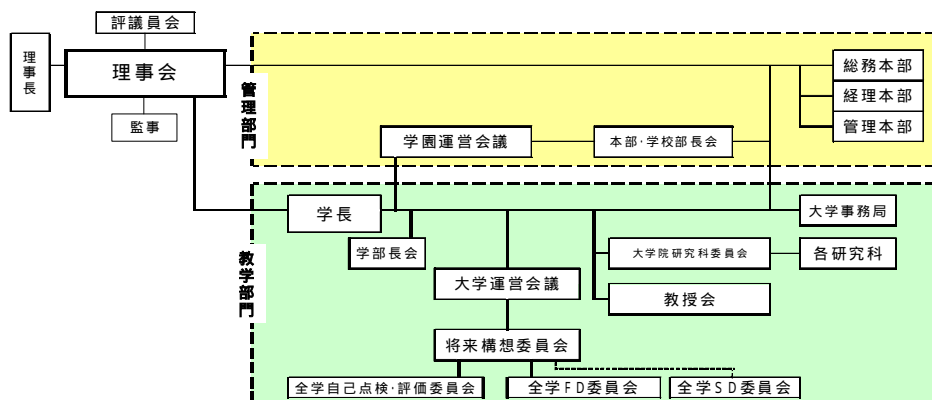 評議員会
理事長
理事会
監事
管理部門
総務本部
経理本部
管理本部
学園運営会議
本部・学校部長会
教学部門
学長
大学事務局
学部長会
大学院研究科委員会
各研究科
大学運営会議
教授会
将来構想委員会
全学自己点検・評価委員会
全学FD委員会
全学SD委員会